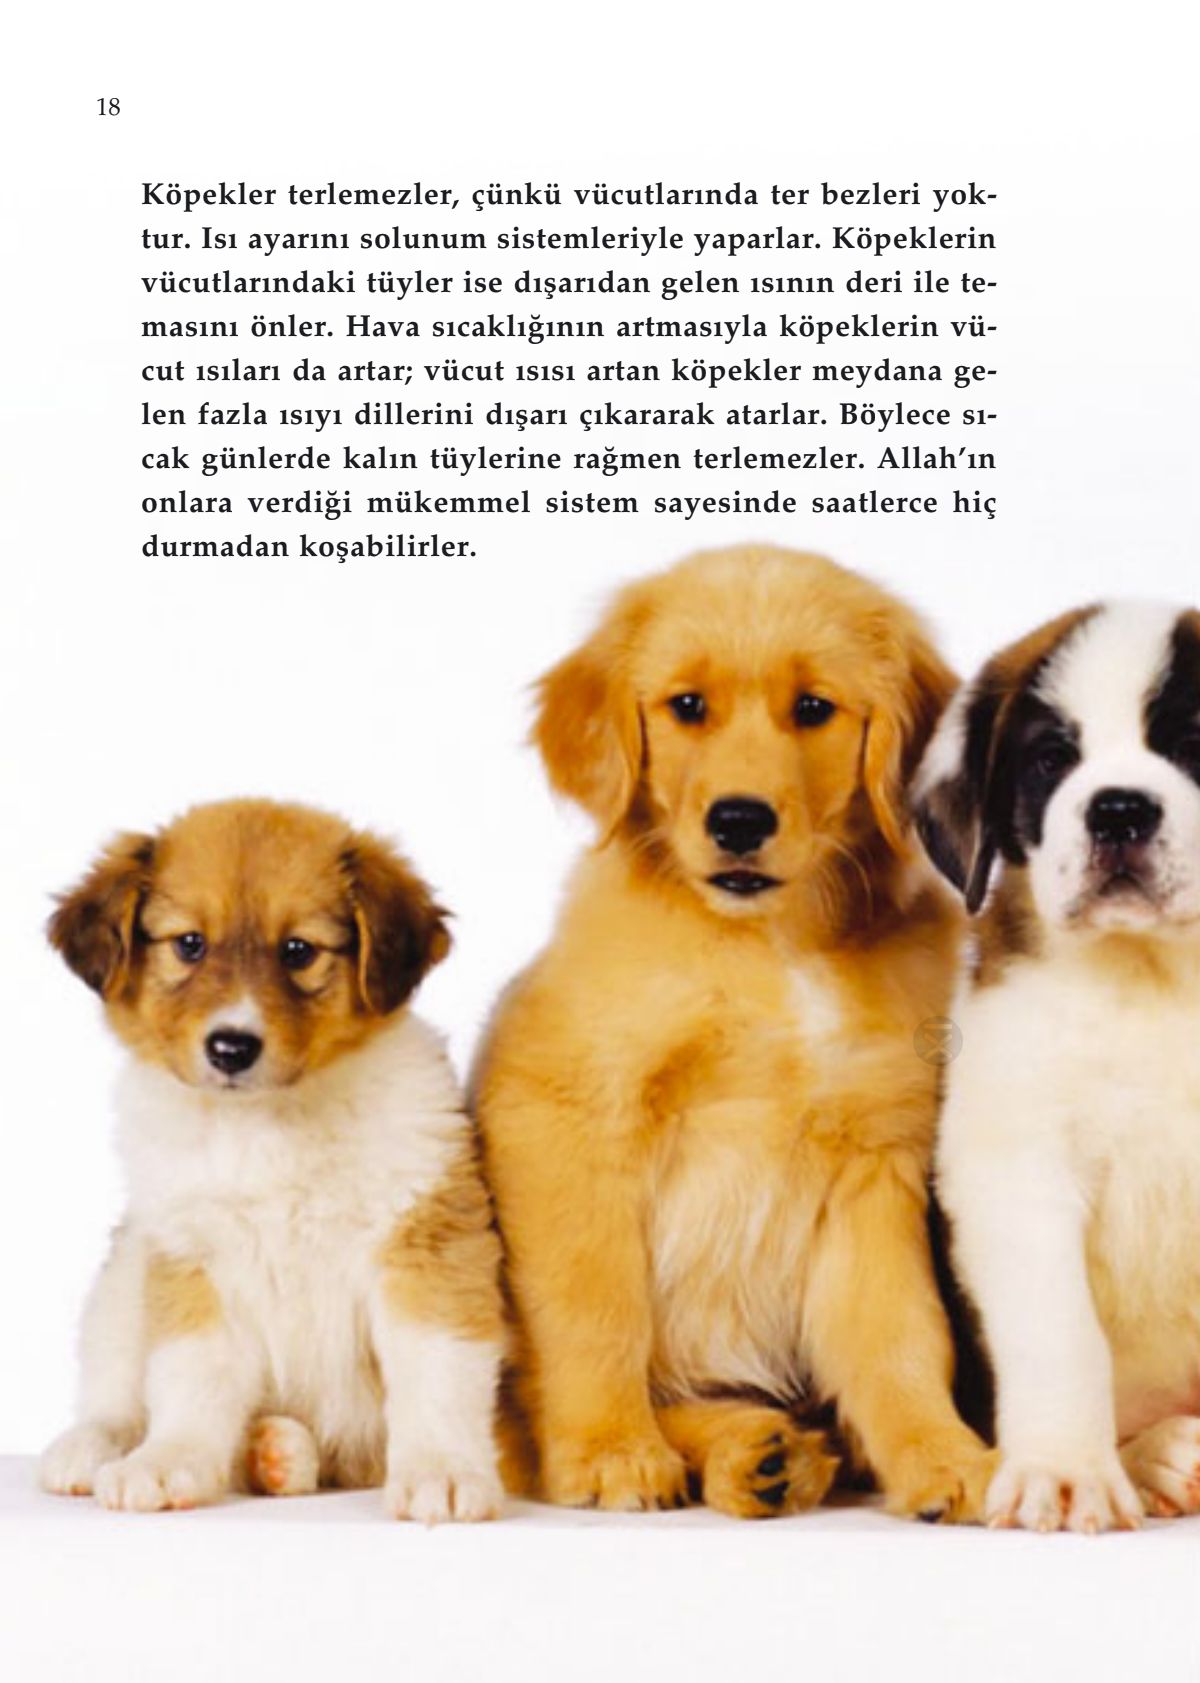 18
Köpekler terlemezler, çünkü vücutlarında ter bezleri yok-
tur. Isı ayarını solunum sistemleriyle yaparlar. Köpeklerin
vücutlarındaki tüyler ise dışarıdan gelen ısının deri ile te-
masını önler. Hava sıcaklığının artmasıyla köpeklerin vü-
cut ısıları da artar; vücut ısısı artan köpekler meydana ge-
len fazla ısıyı dillerini dışarı çıkararak atarlar. Böylece sı-
cak günlerde kalın tüylerine rağmen terlemezler. Allah’ın
onlara verdiği mükemmel sistem sayesinde saatlerce hiç
durmadan koşabilirler.